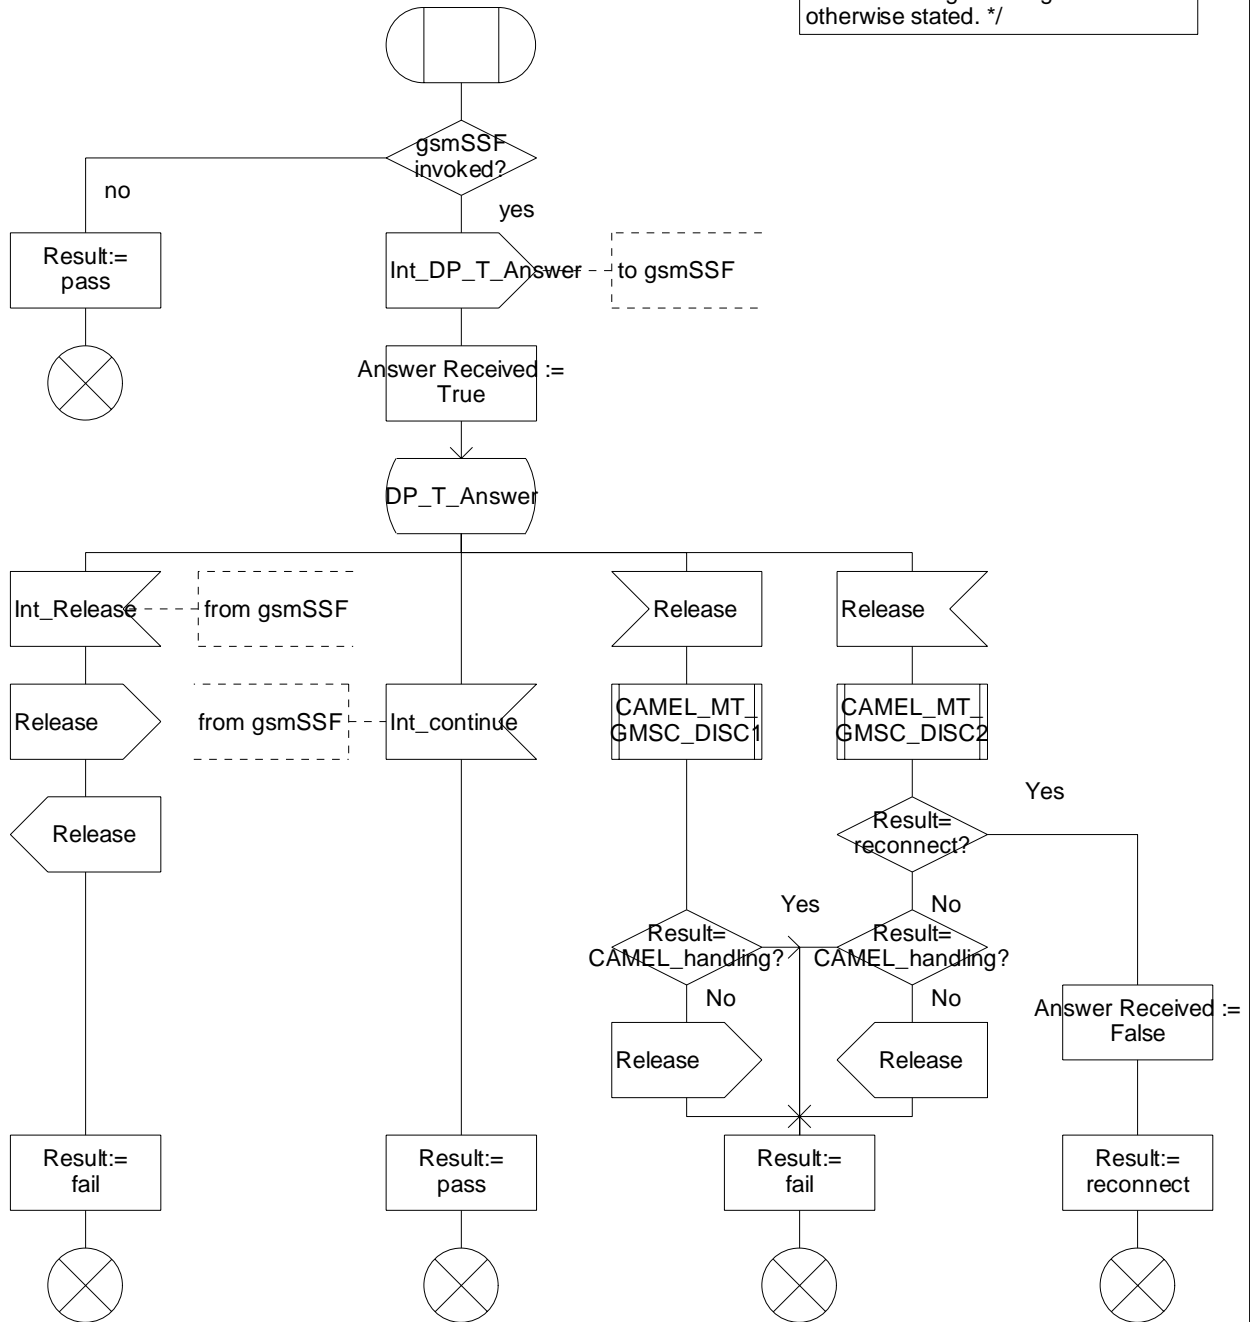 otherwise stated. */
gsmSSF
invoked?
no
yes
Result:=
pass
Int_DP_T_Answer
to gsmSSF
Answer Received :=
True
DP_T_Answer
Int_Release
from gsmSSF
Release
Release
Release
from gsmSSF
Int_continue
CAMEL_MT_
GMSC_DISC1
CAMEL_MT_
GMSC_DISC2
Yes
Release
Result=
reconnect?
Yes
No
Result=
CAMEL_handling?
Result=
CAMEL_handling?
No
No
Answer Received :=
False
Release
Release
Result:=
fail
Result:=
pass
Result:=
fail
Result:=
reconnect